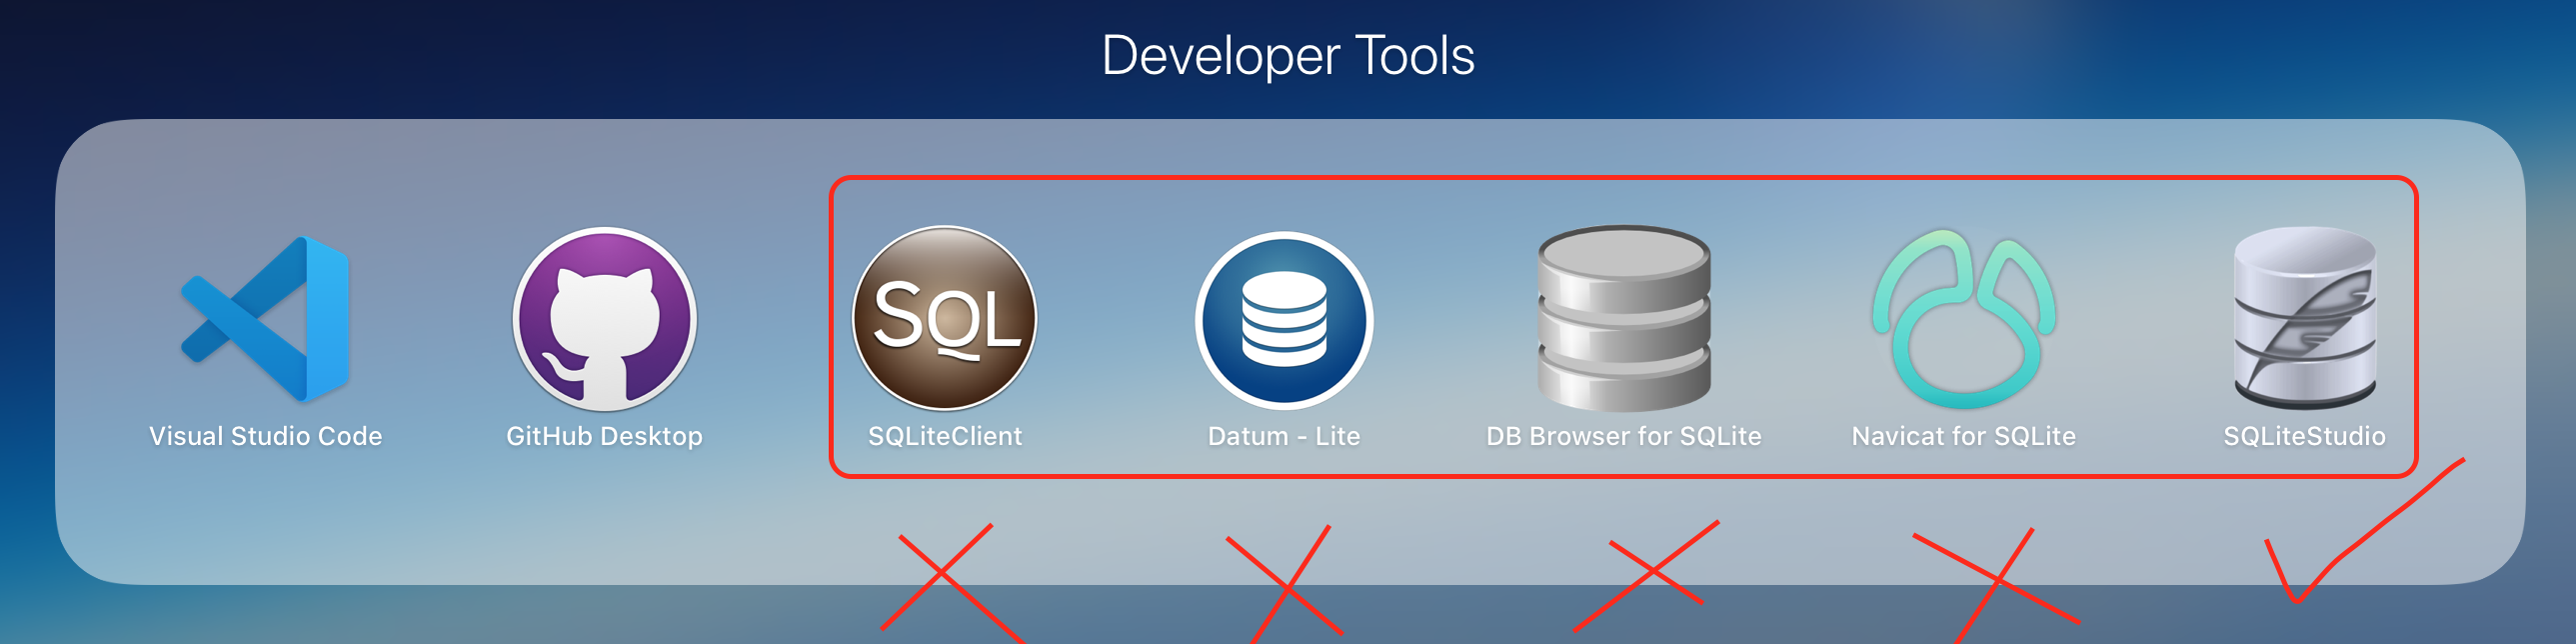 Developer Tools
SQL
Visual Studio Code
GitHub Desktop
SQLiteClient
Datum - Lite
DB Browser for SQLite
Navicat for SQLite
SQLiteStudio